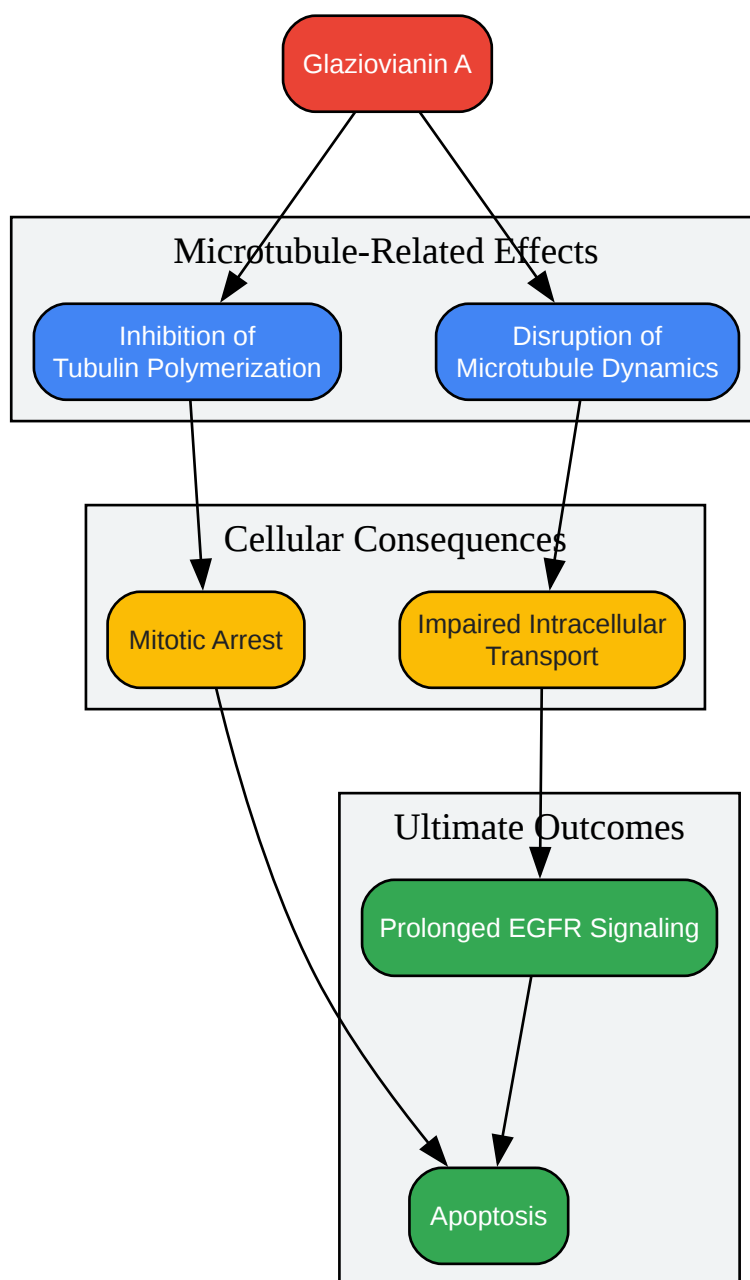 Glaziovianin A
Microtubule-Related Effects
Inhibition of
Tubulin Polymerization
Disruption of
Microtubule Dynamics
Cellular Consequences
Mitotic Arrest
Impaired Intracellular
Transport
Ultimate Outcomes
Prolonged EGFR Signaling
Apoptosis